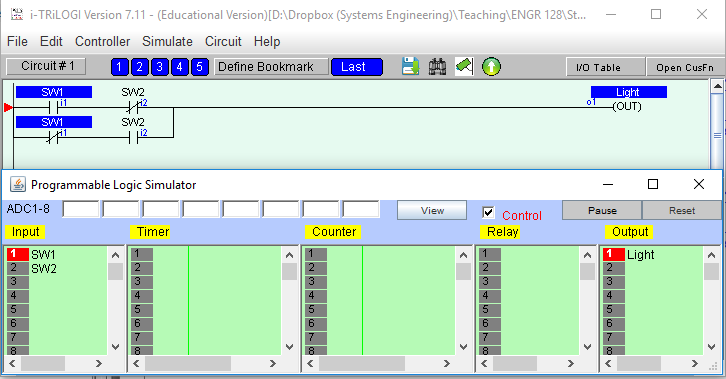 i-TRiLOGI Version 7.11 - (Educational Version)[D:\Dropbox (Systems Engineering)\Teaching\ENGR 128\St...
File Edit Controller Simulate Circuit Help
Circuit # 1 1 2 3 4 5 Define Bookmark Last I/O Table Open CusFn
SW1 SW2 Light
i1 i2 o1 (OUT)
SW1 SW2
i1 i2
Programmable Logic Simulator
ADC1-8 View Control Pause Reset
Input Timer Counter Relay Output
1 SW1 1 1 1 1 Light
2 SW2 2 2 2 2
3 3 3 3 3
4 4 4 4 4
5 5 5 5 5
6 6 6 6 6
7 7 7 7 7
8 8 8 8 8